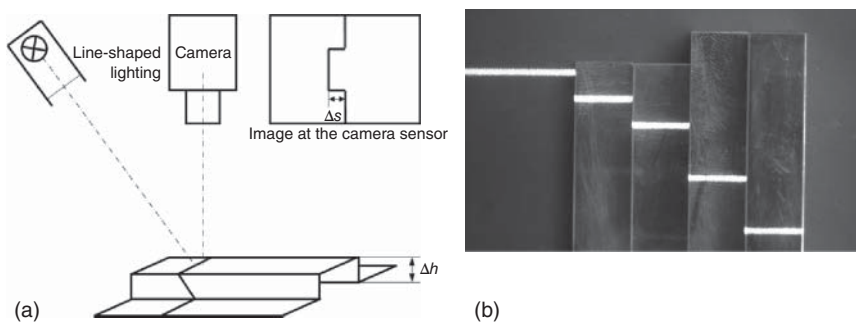 Line-shaped
lighting
Camera
Δs
Image at the camera sensor
Δh
(a)
(b)